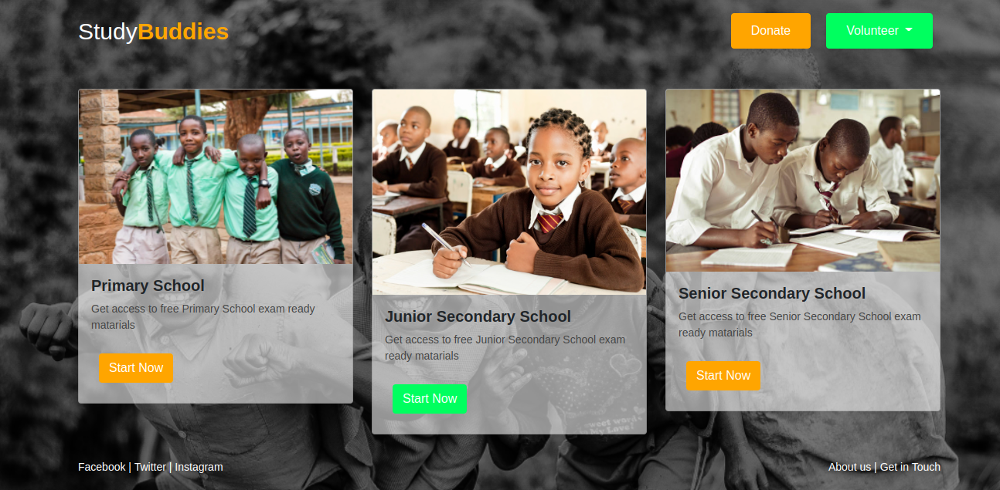 StudyBuddies
Donate
Volunteer
Primary School
Get access to free Primary School exam ready
matarials
Start Now
Junior Secondary School
Get access to free Junior Secondary School exam
ready matarials
Start Now
Senior Secondary School
Get access to free Senior Secondary School exam
ready matarials
Start Now
Facebook | Twitter | Instagram
About us | Get in Touch